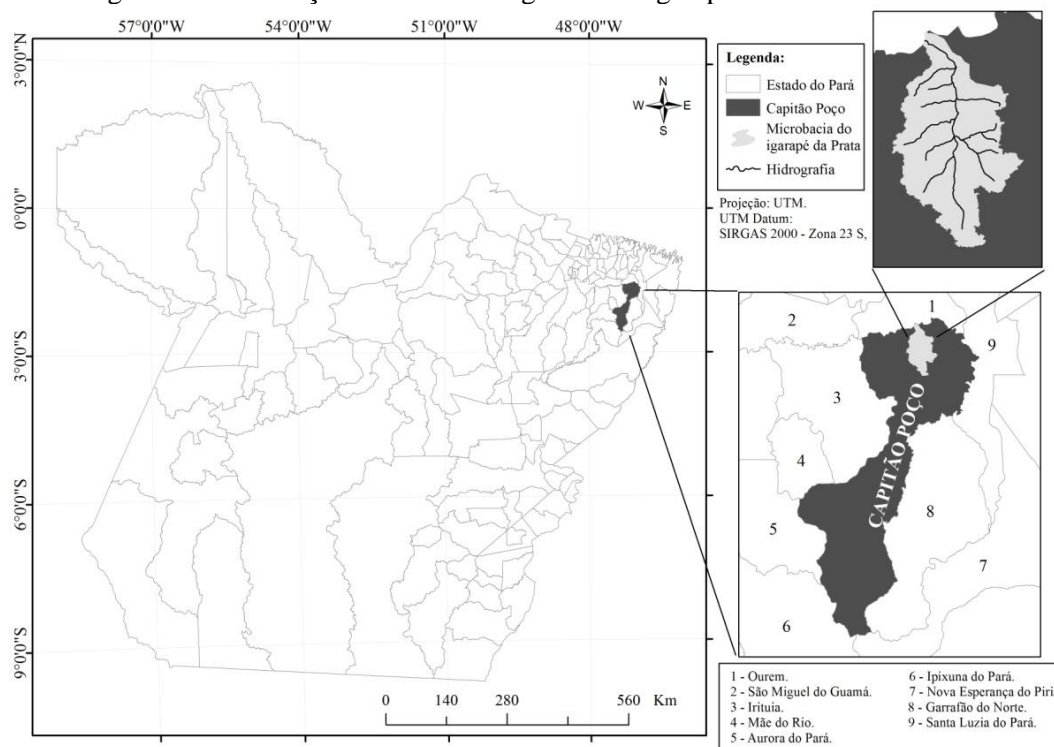 57°0'0"W 54°0'0"W 51°0'0"W 48°0'0"W
3°0'0"N
0°0'0"
3°0'0"S
6°0'0"S
9°0'0"S
N
W E
S
0 140 280 560 Km
Legenda:
Estado do Pará
Capitão Poço
Microbacia do
igarapé da Prata
Hidrografia
Projeção: UTM.
UTM Datum:
SIRGAS 2000 - Zona 23 S,
1
2
9
3
CAPITÃO POÇO
4
8
5
7
6
1 - Ourem.
2 - São Miguel do Guamá.
3 - Irituia.
4 - Mãe do Rio.
5 - Aurora do Pará.
6 - Ipixuna do Pará.
7 - Nova Esperança do Piri
8 - Garrafão do Norte.
9 - Santa Luzia do Pará.